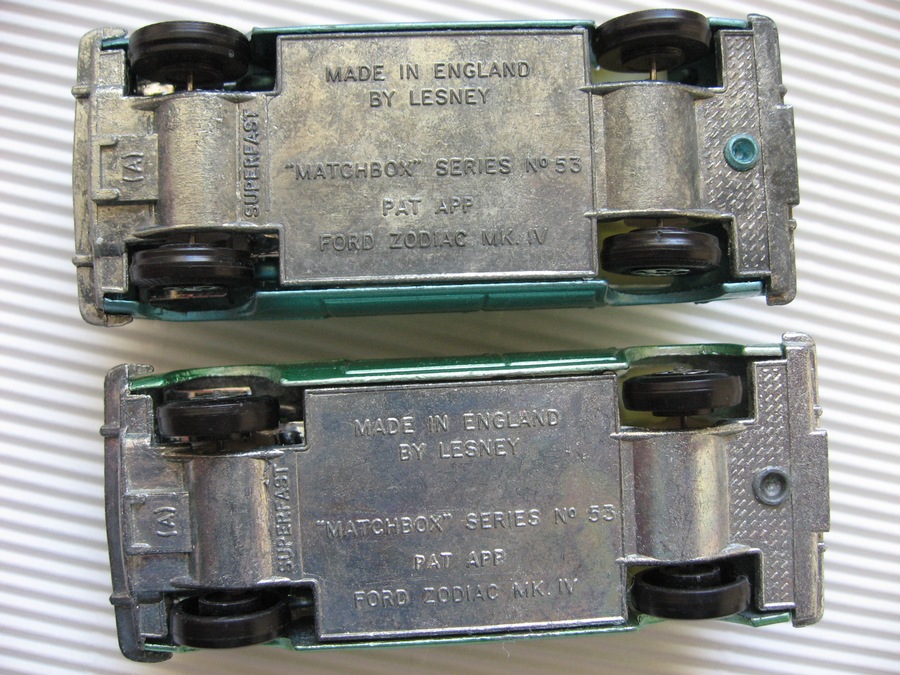 MADE IN ENGLAND
BY LESNEY
(A)
SUPERFAST
"MATCHBOX" SERIES Nº 53
PAT APP
FORD ZODIAC MK. IV
MADE IN ENGLAND
BY LESNEY
(A)
SUPERFAST
"MATCHBOX" SERIES Nº 53
PAT APP
FORD ZODIAC MK. IV